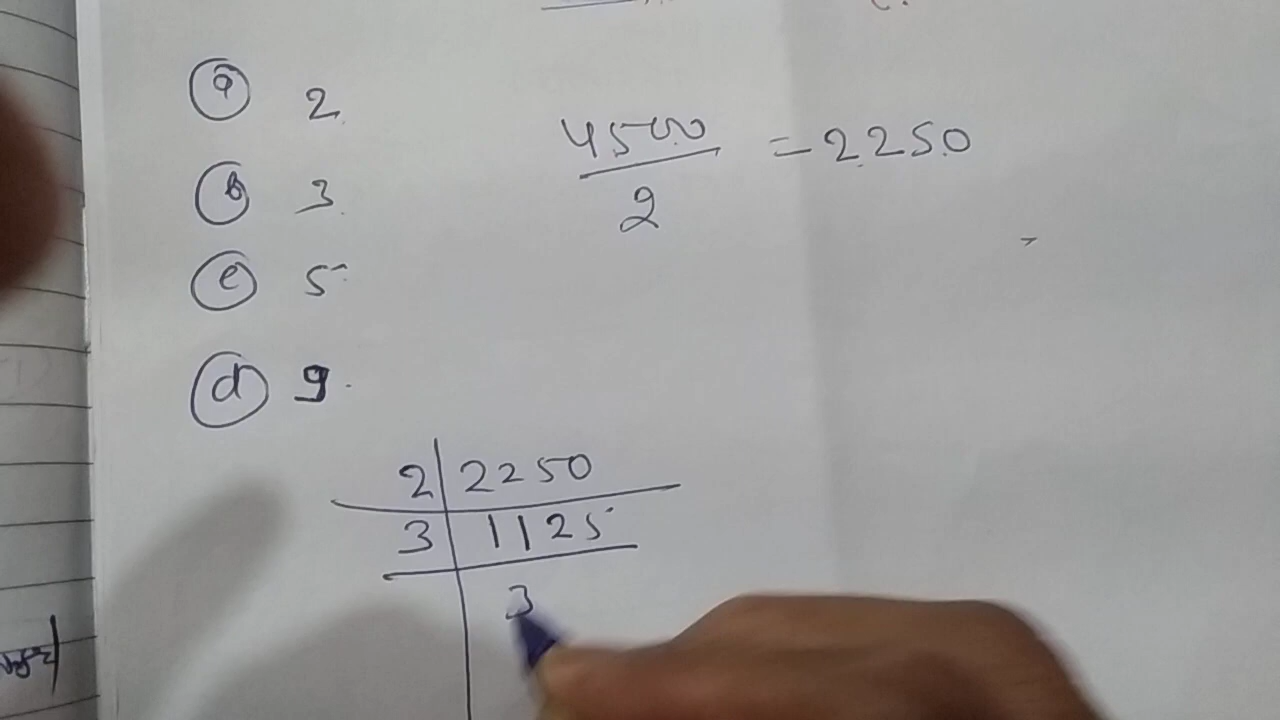 a 2.
b 3.
c 5
d 9.
4500 / 2 = 2250
2 | 2250
3 | 1125
3